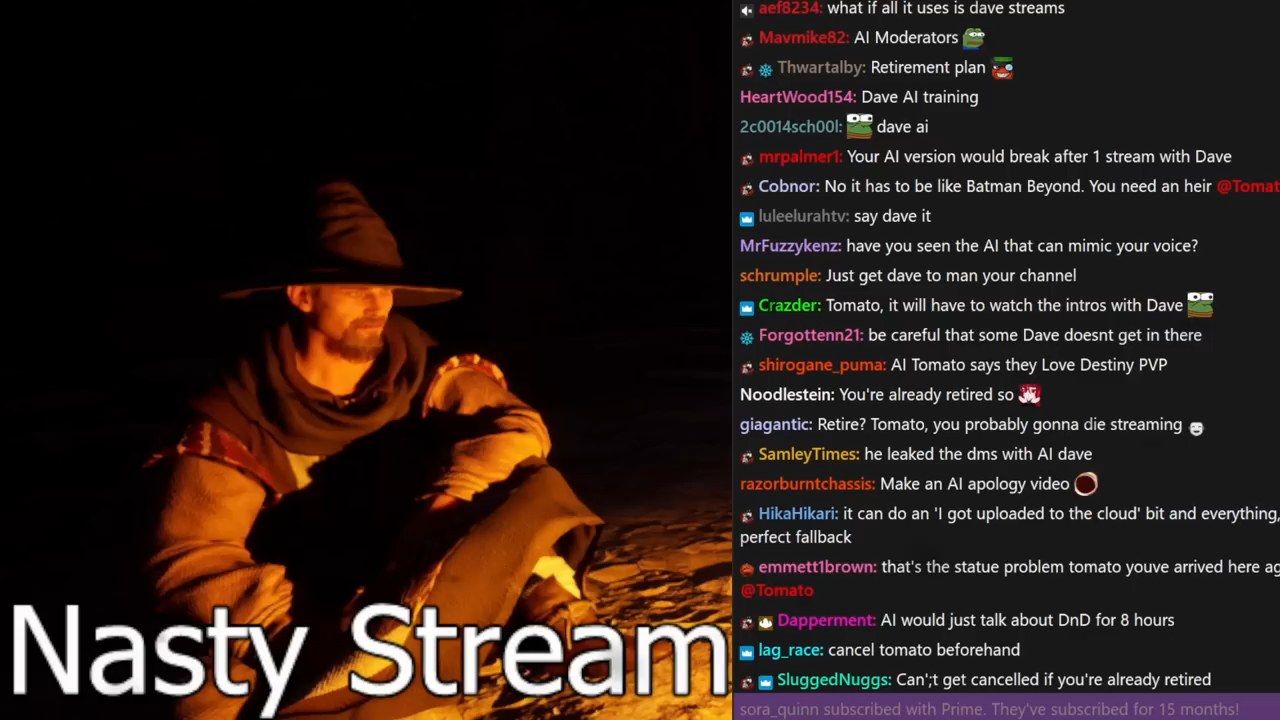 aef8234: what if all it uses is dave streams
Mavmike82: AI Moderators
Thwartalby: Retirement plan
HeartWood154: Dave AI training
2c0014sch00l: dave ai
mrpalmer1: Your AI version would break after 1 stream with Dave
Cobnor: No it has to be like Batman Beyond. You need an heir @Tomat
luleelurahtv: say dave it
MrFuzzykenz: have you seen the AI that can mimic your voice?
schrumple: Just get dave to man your channel
Crazder: Tomato, it will have to watch the intros with Dave
Forgottenn21: be careful that some Dave doesnt get in there
shirogane_puma: AI Tomato says they Love Destiny PVP
Noodlestein: You're already retired so
giagantic: Retire? Tomato, you probably gonna die streaming
SamleyTimes: he leaked the dms with AI dave
razorburntchassis: Make an AI apology video
HikaHikari: it can do an 'I got uploaded to the cloud' bit and everything,
perfect fallback
emmett1brown: that's the statue problem tomato youve arrived here ag
@Tomato
Dapperment: AI would just talk about DnD for 8 hours
lag_race: cancel tomato beforehand
SluggedNuggs: Can';t get cancelled if you're already retired
sora_quinn subscribed with Prime. They've subscribed for 15 months!
Nasty Stream